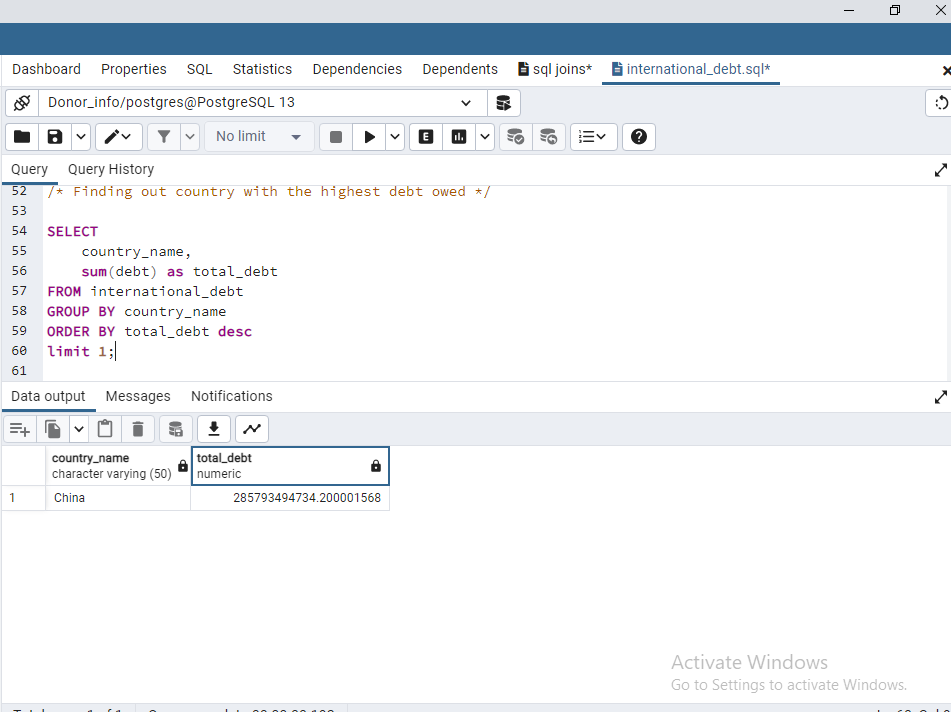 Dashboard Properties SQL Statistics Dependencies Dependents sql joins* international_debt.sql*
Donor_info/postgres@PostgreSQL 13
No limit E
Query Query History
52 /* Finding out country with the highest debt owed */
53
54 SELECT
55 country_name,
56 sum(debt) as total_debt
57 FROM international_debt
58 GROUP BY country_name
59 ORDER BY total_debt desc
60 limit 1;
61
Data output Messages Notifications
country_name total_debt
character varying (50) numeric
1 China 285793494734.200001568
Activate Windows
Go to Settings to activate Windows.